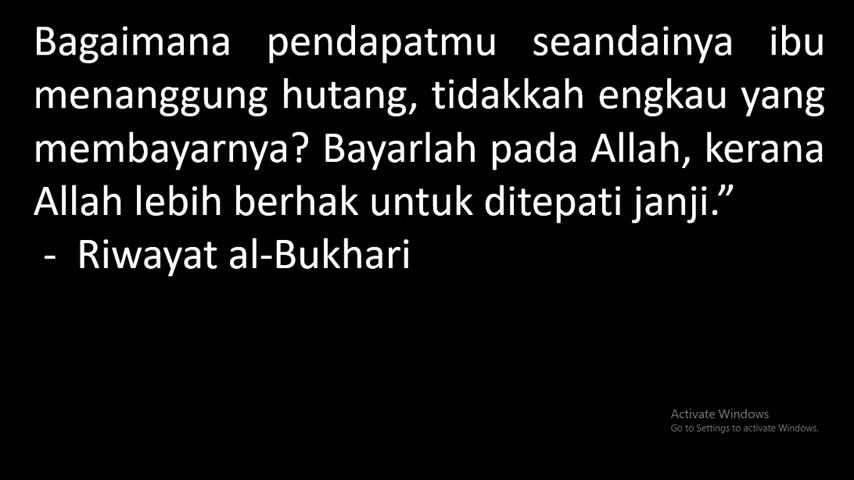 Bagaimana pendapatmu seandainya ibu
menanggung hutang, tidakkah engkau yang
membayarnya? Bayarlah pada Allah, kerana
Allah lebih berhak untuk ditepati janji.”
- Riwayat al-Bukhari
Activate Windows
Go to Settings to activate Windows.